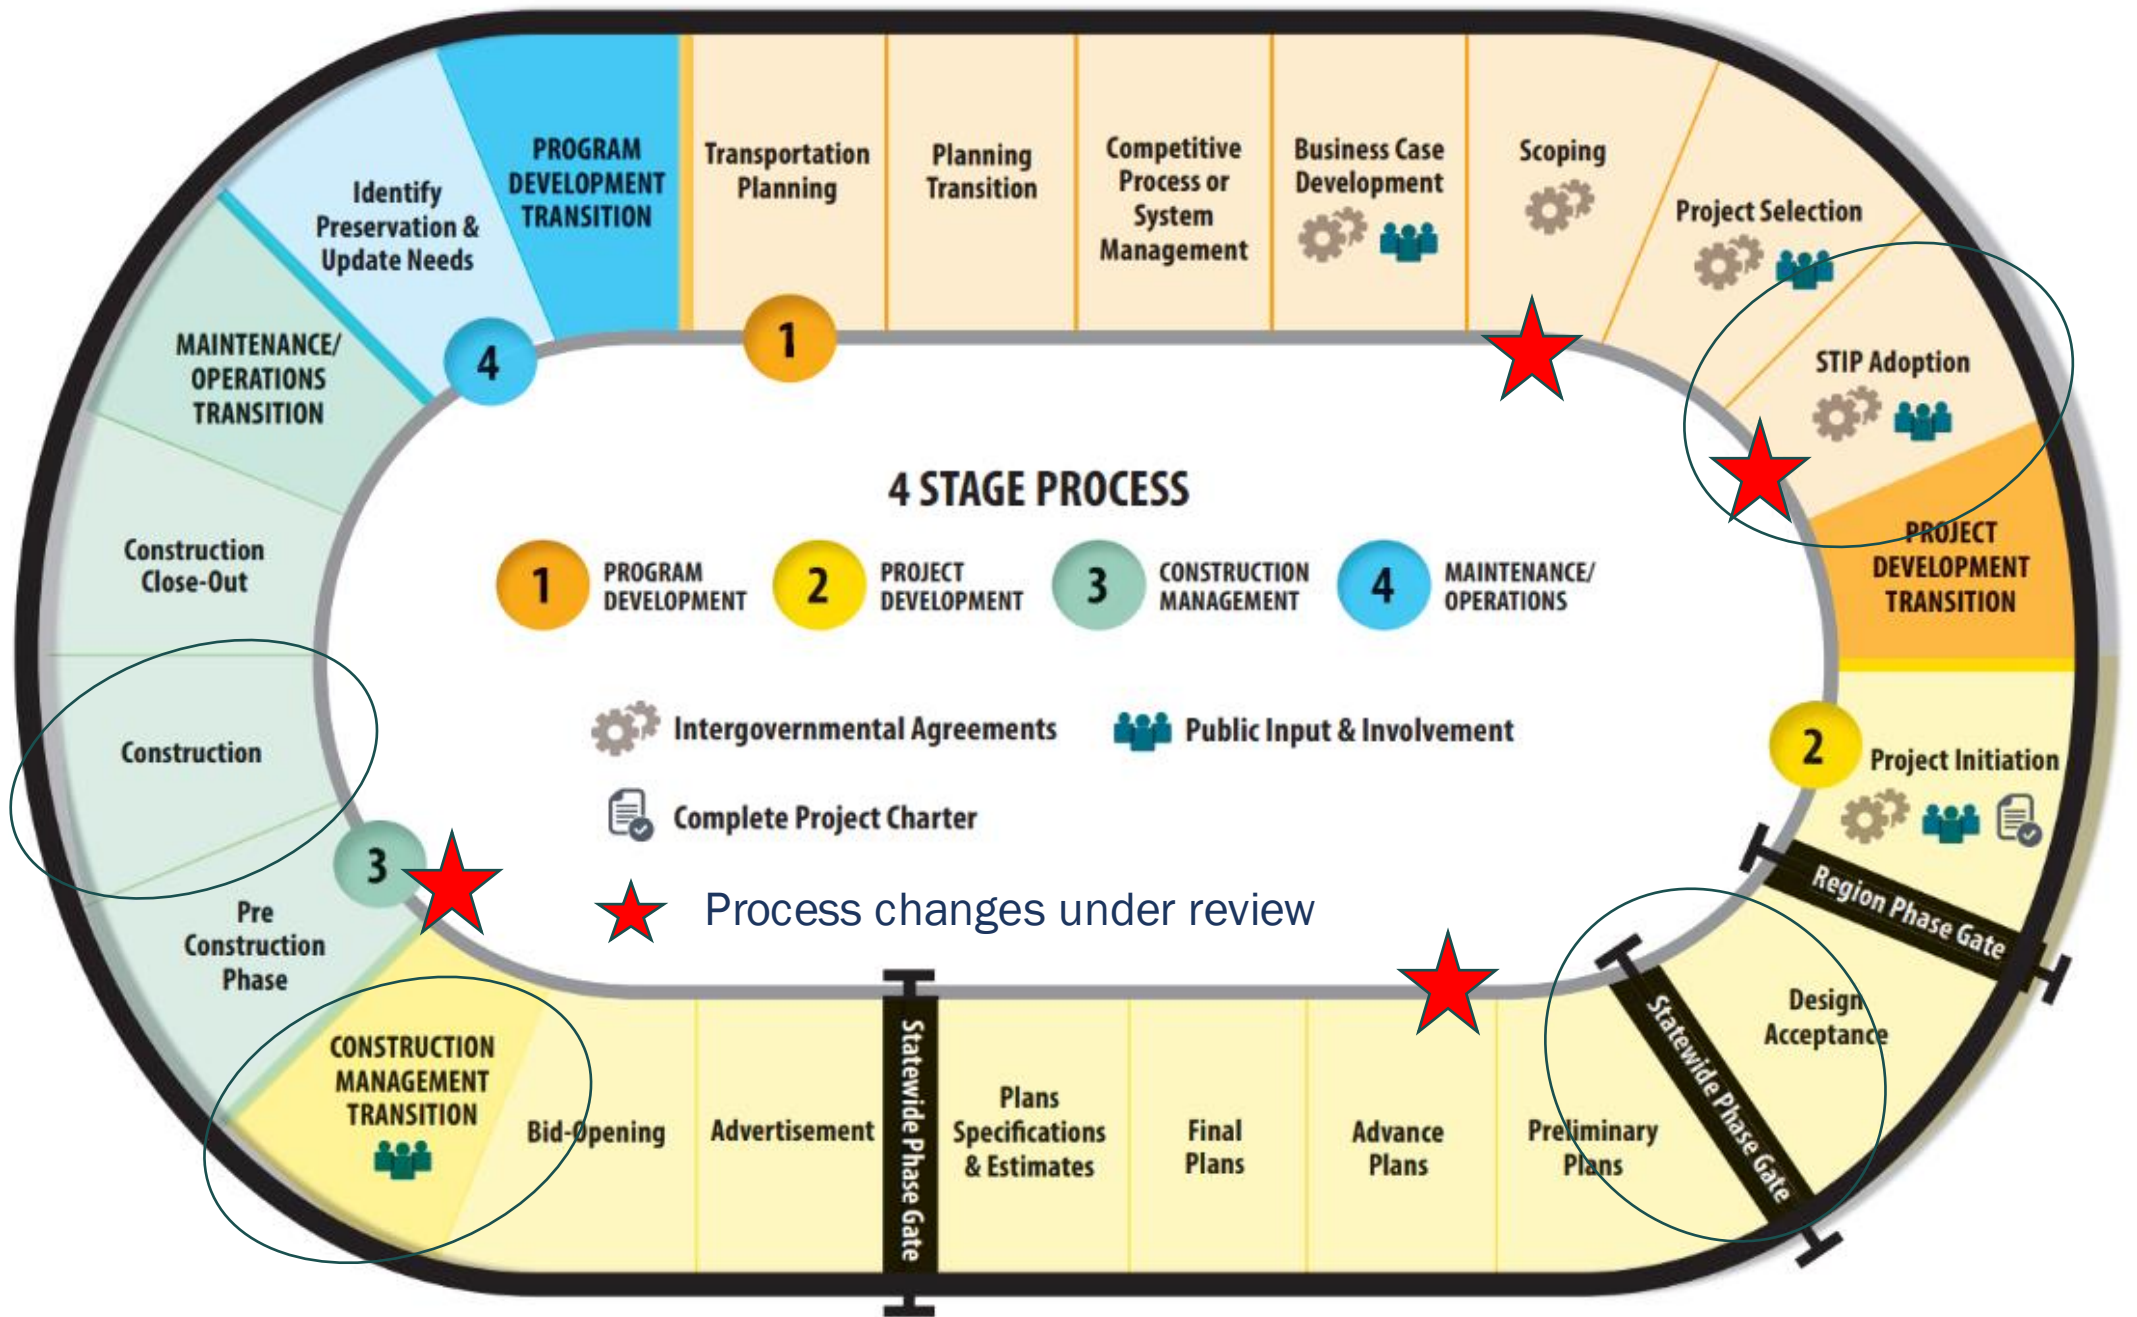 PROGRAM
DEVELOPMENT
TRANSITION
Transportation
Planning
Planning
Transition
Competitive
Process or
System
Management
Business Case
Development
Scoping
Project Selection
STIP Adoption
PROJECT
DEVELOPMENT
TRANSITION
2
Project Initiation
Region Phase Gate
Design
Acceptance
Statewide Phase Gate
Preliminary
Plans
Advance
Plans
Final
Plans
Plans
Specifications
& Estimates
Statewide Phase Gate
Advertisement
Bid-Opening
CONSTRUCTION
MANAGEMENT
TRANSITION
Pre
Construction
Phase
3
Construction
Construction
Close-Out
MAINTENANCE/
OPERATIONS
TRANSITION
Identify
Preservation &
Update Needs
4
1
4 STAGE PROCESS
1
PROGRAM
DEVELOPMENT
2
PROJECT
DEVELOPMENT
3
CONSTRUCTION
MANAGEMENT
4
MAINTENANCE/
OPERATIONS
Intergovernmental Agreements
Public Input & Involvement
Complete Project Charter
Process changes under review